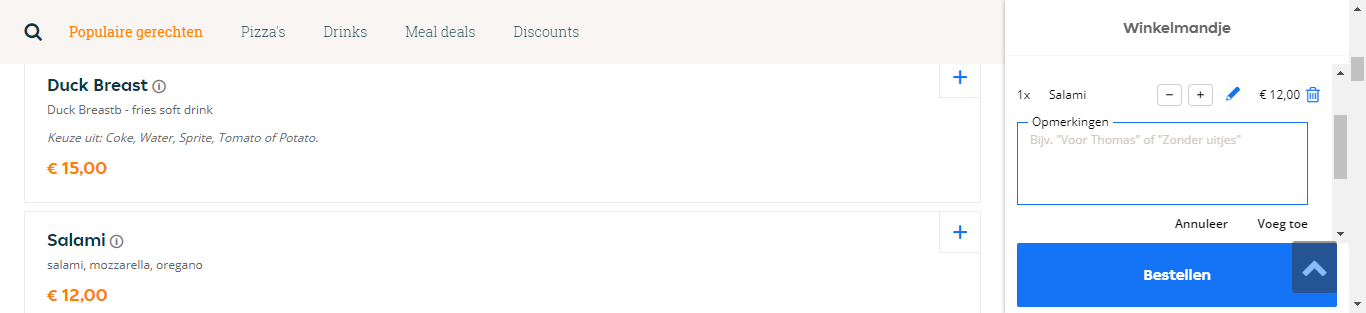 Populaire gerechten Pizza's Drinks Meal deals Discounts
Duck Breast
Duck Breastb - fries soft drink
Keuze uit: Coke, Water, Sprite, Tomato of Potato.
€ 15,00
Salami
salami, mozzarella, oregano
€ 12,00
Winkelmandje
1x Salami € 12,00
Opmerkingen
Bijv. "Voor Thomas" of "Zonder uitjes"
Annuleer Voeg toe
Bestellen